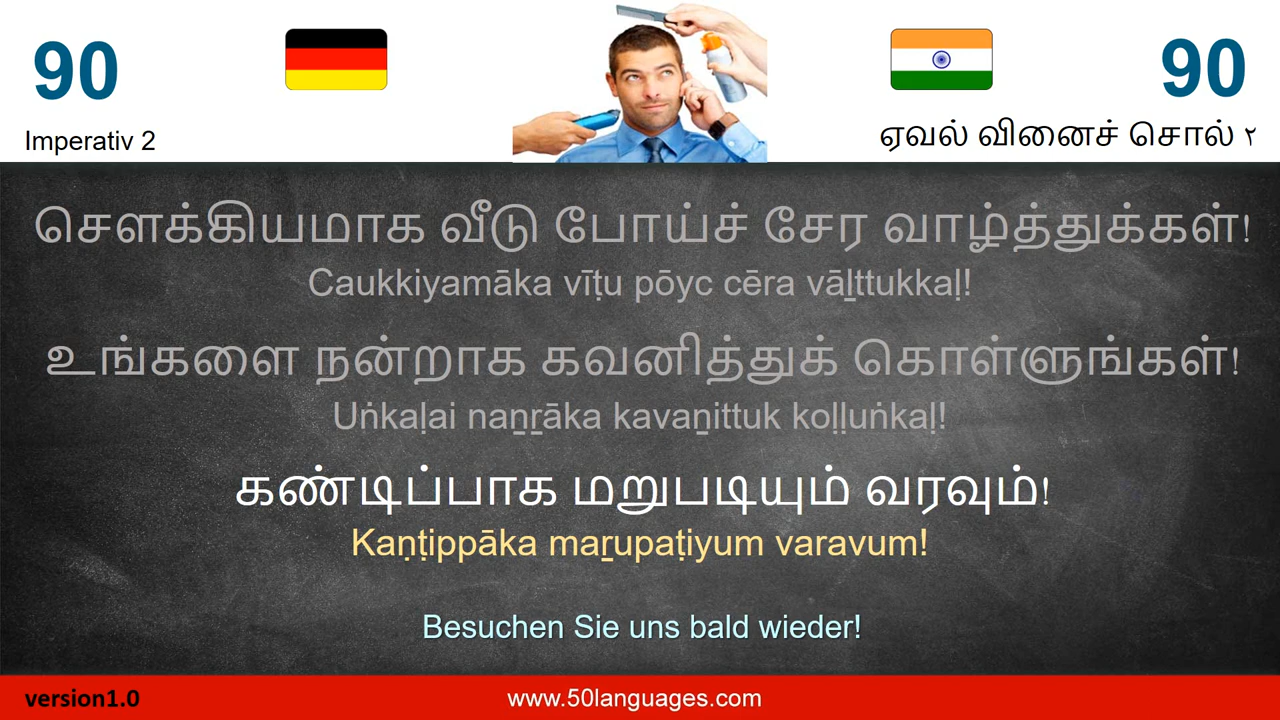 90
90
Imperativ 2
ஏவல் வினைச் சொல் ٢
சௌக்கியமாக வீடு போய்ச் சேர வாழ்த்துக்கள்!
Caukkiyamāka vīṭu pōyc cēra vāḻttukkaḷ!
உங்களை நன்றாக கவனித்துக் கொள்ளுங்கள்!
Uṅkaḷai naṉṟāka kavaṉittuk koḷḷuṅkaḷ!
கண்டிப்பாக மறுபடியும் வரவும்!
Kaṇṭippāka maṟupaṭiyum varavum!
Besuchen Sie uns bald wieder!
version1.0
www.50languages.com